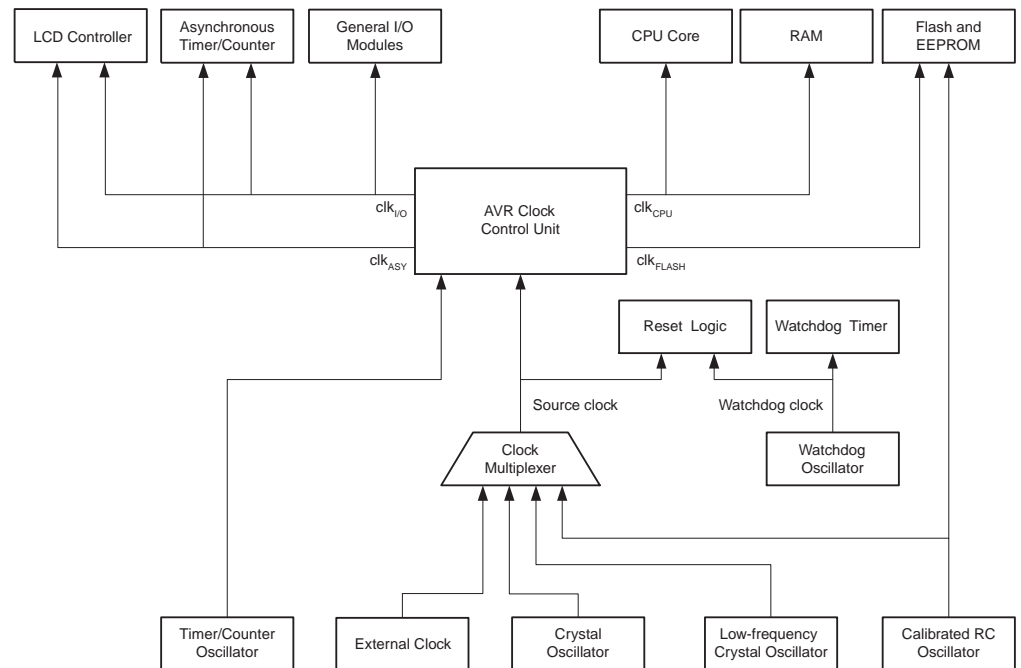 LCD Controller
Asynchronous
Timer/Counter
General I/O
Modules
CPU Core
RAM
Flash and
EEPROM
clkI/O
AVR Clock
Control Unit
clkCPU
clkASY
clkFLASH
Reset Logic
Watchdog Timer
Source clock
Watchdog clock
Clock
Multiplexer
Watchdog
Oscillator
Timer/Counter
Oscillator
External Clock
Crystal
Oscillator
Low-frequency
Crystal Oscillator
Calibrated RC
Oscillator